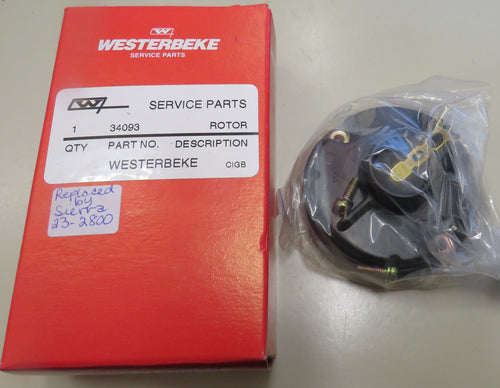 WESTERBEKE
SERVICE PARTS
SERVICE PARTS
1 34093 ROTOR
QTY PART NO. DESCRIPTION
WESTERBEKE CIGB
Replaced
by
Sierra
23-2800